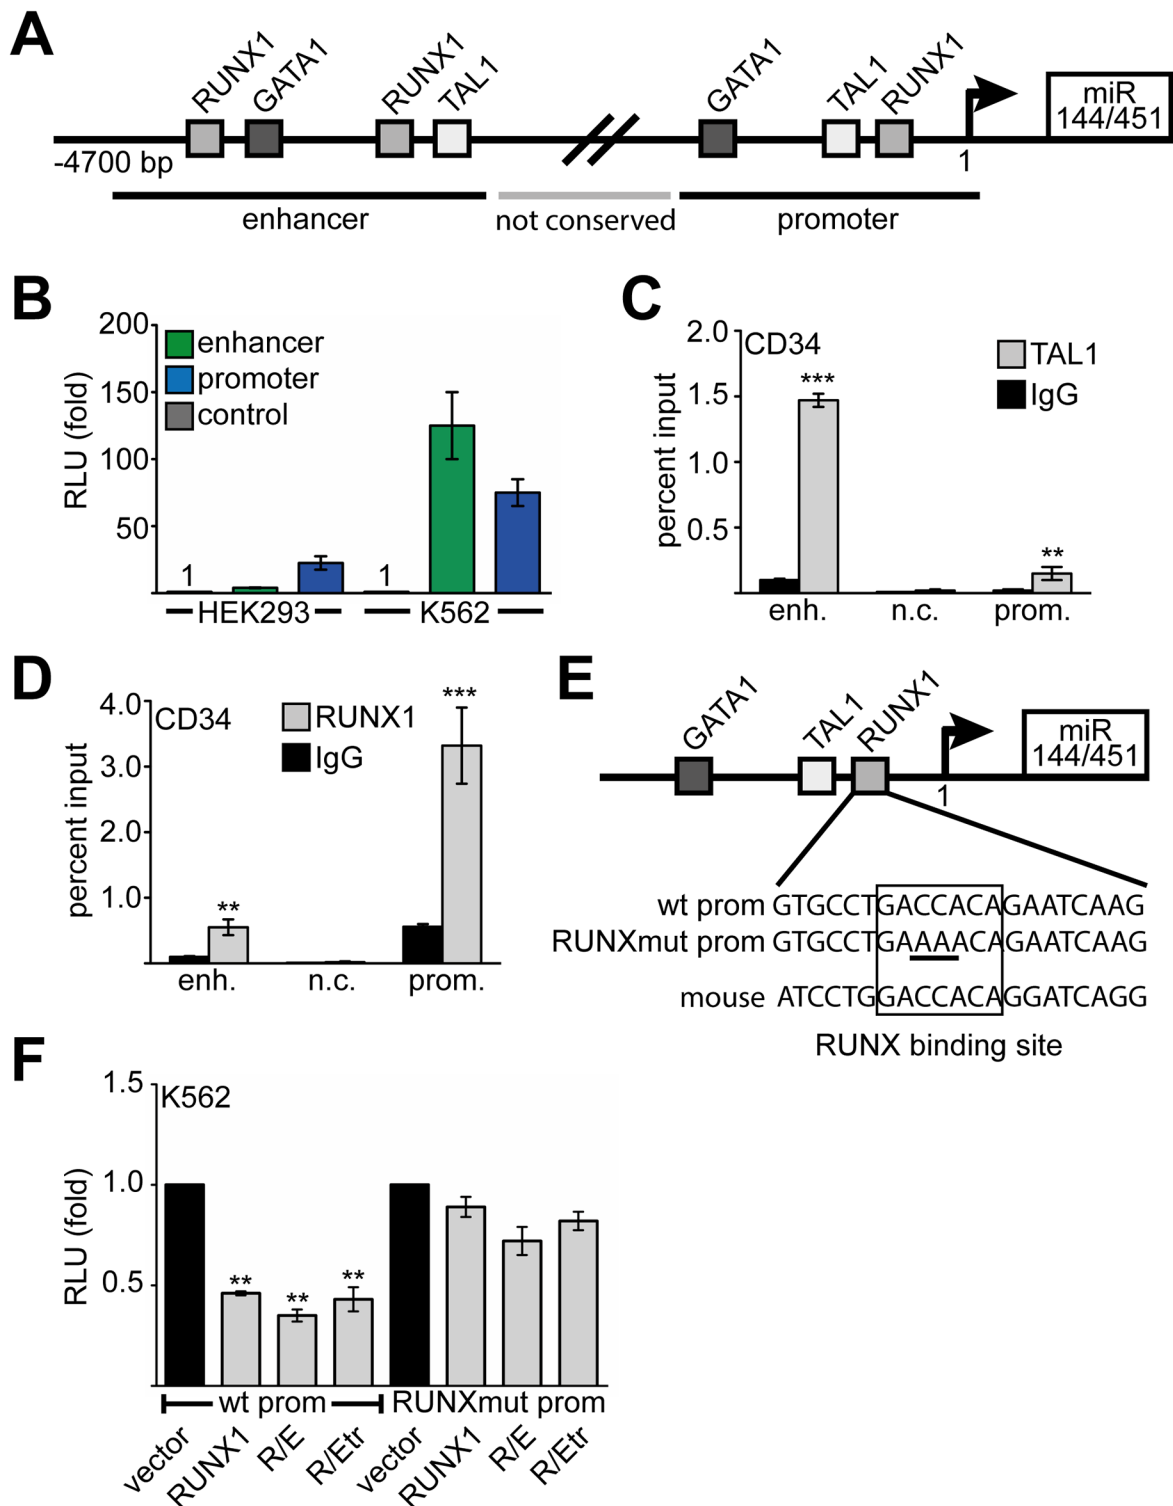 A
RUNX1
GATA1
RUNX1
TAL1
GATA1
TAL1
RUNX1
miR
144/451
-4700 bp
1
enhancer
not conserved
promoter
B
RLU (fold)
200
150
100
50
enhancer
promoter
control
1
1
HEK293
K562
C
percent input
2.0
1.5
1.0
0.5
CD34
TAL1
IgG
***
**
enh.
n.c.
prom.
D
percent input
4.0
3.0
2.0
1.0
CD34
RUNX1
IgG
**
***
enh.
n.c.
prom.
E
GATA1
TAL1
RUNX1
miR
144/451
1
wt prom GTGCCTGACCACAGAATCAAG
RUNXmut prom GTGCCTGAAAACAGAATCAAG
mouse ATCCTGGACCACAGGATCAGG
RUNX binding site
F
RLU (fold)
1.5
1.0
0.5
K562
**
**
**
wt prom
RUNXmut prom
vector
RUNX1
R/E
R/Etr
vector
RUNX1
R/E
R/Etr